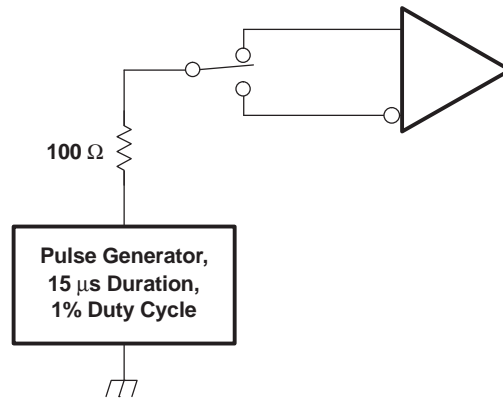 100 Ω
Pulse Generator,
15 μs Duration,
1% Duty Cycle